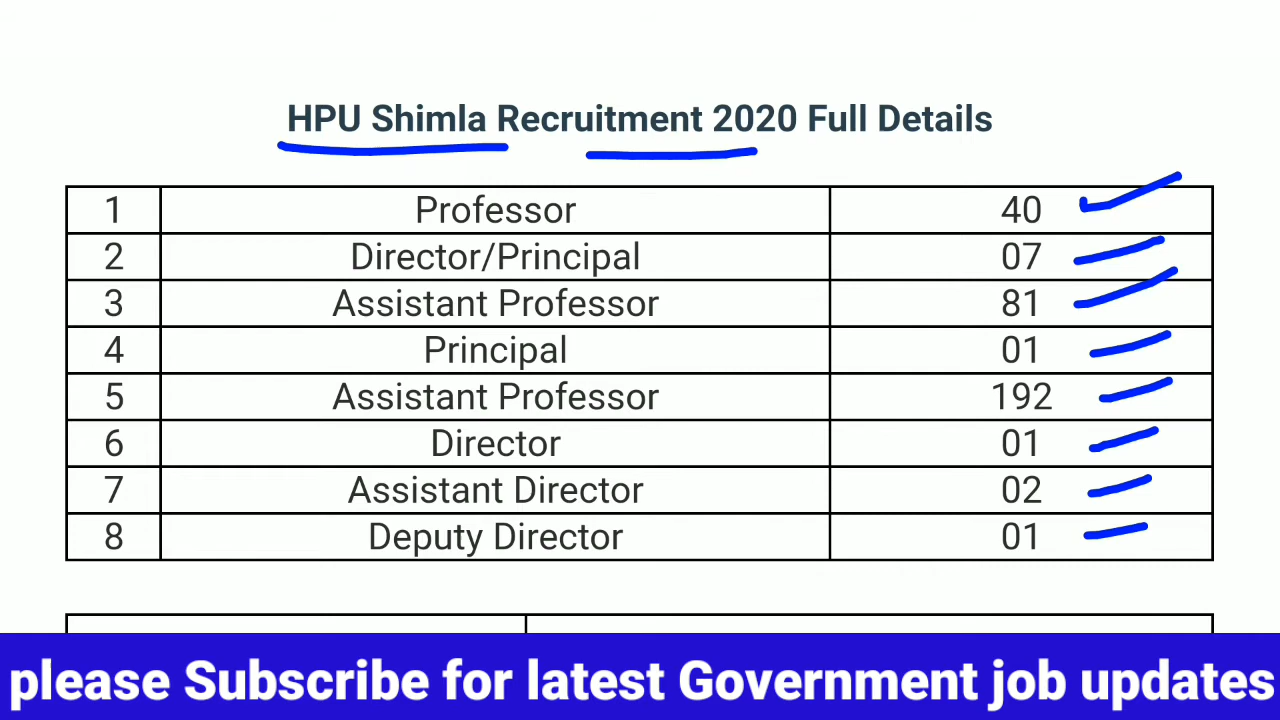 HPU Shimla Recruitment 2020 Full Details
1 Professor 40
2 Director/Principal 07
3 Assistant Professor 81
4 Principal 01
5 Assistant Professor 192
6 Director 01
7 Assistant Director 02
8 Deputy Director 01
please Subscribe for latest Government job updates